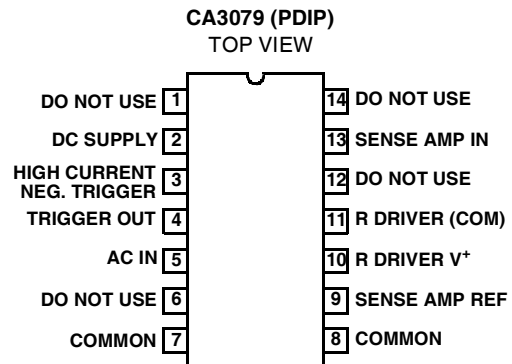 CA3079 (PDIP)
TOP VIEW
DO NOT USE 1
14 DO NOT USE
DC SUPPLY 2
13 SENSE AMP IN
HIGH CURRENT
NEG. TRIGGER 3
12 DO NOT USE
TRIGGER OUT 4
11 R DRIVER (COM)
AC IN 5
10 R DRIVER V+
DO NOT USE 6
9 SENSE AMP REF
COMMON 7
8 COMMON